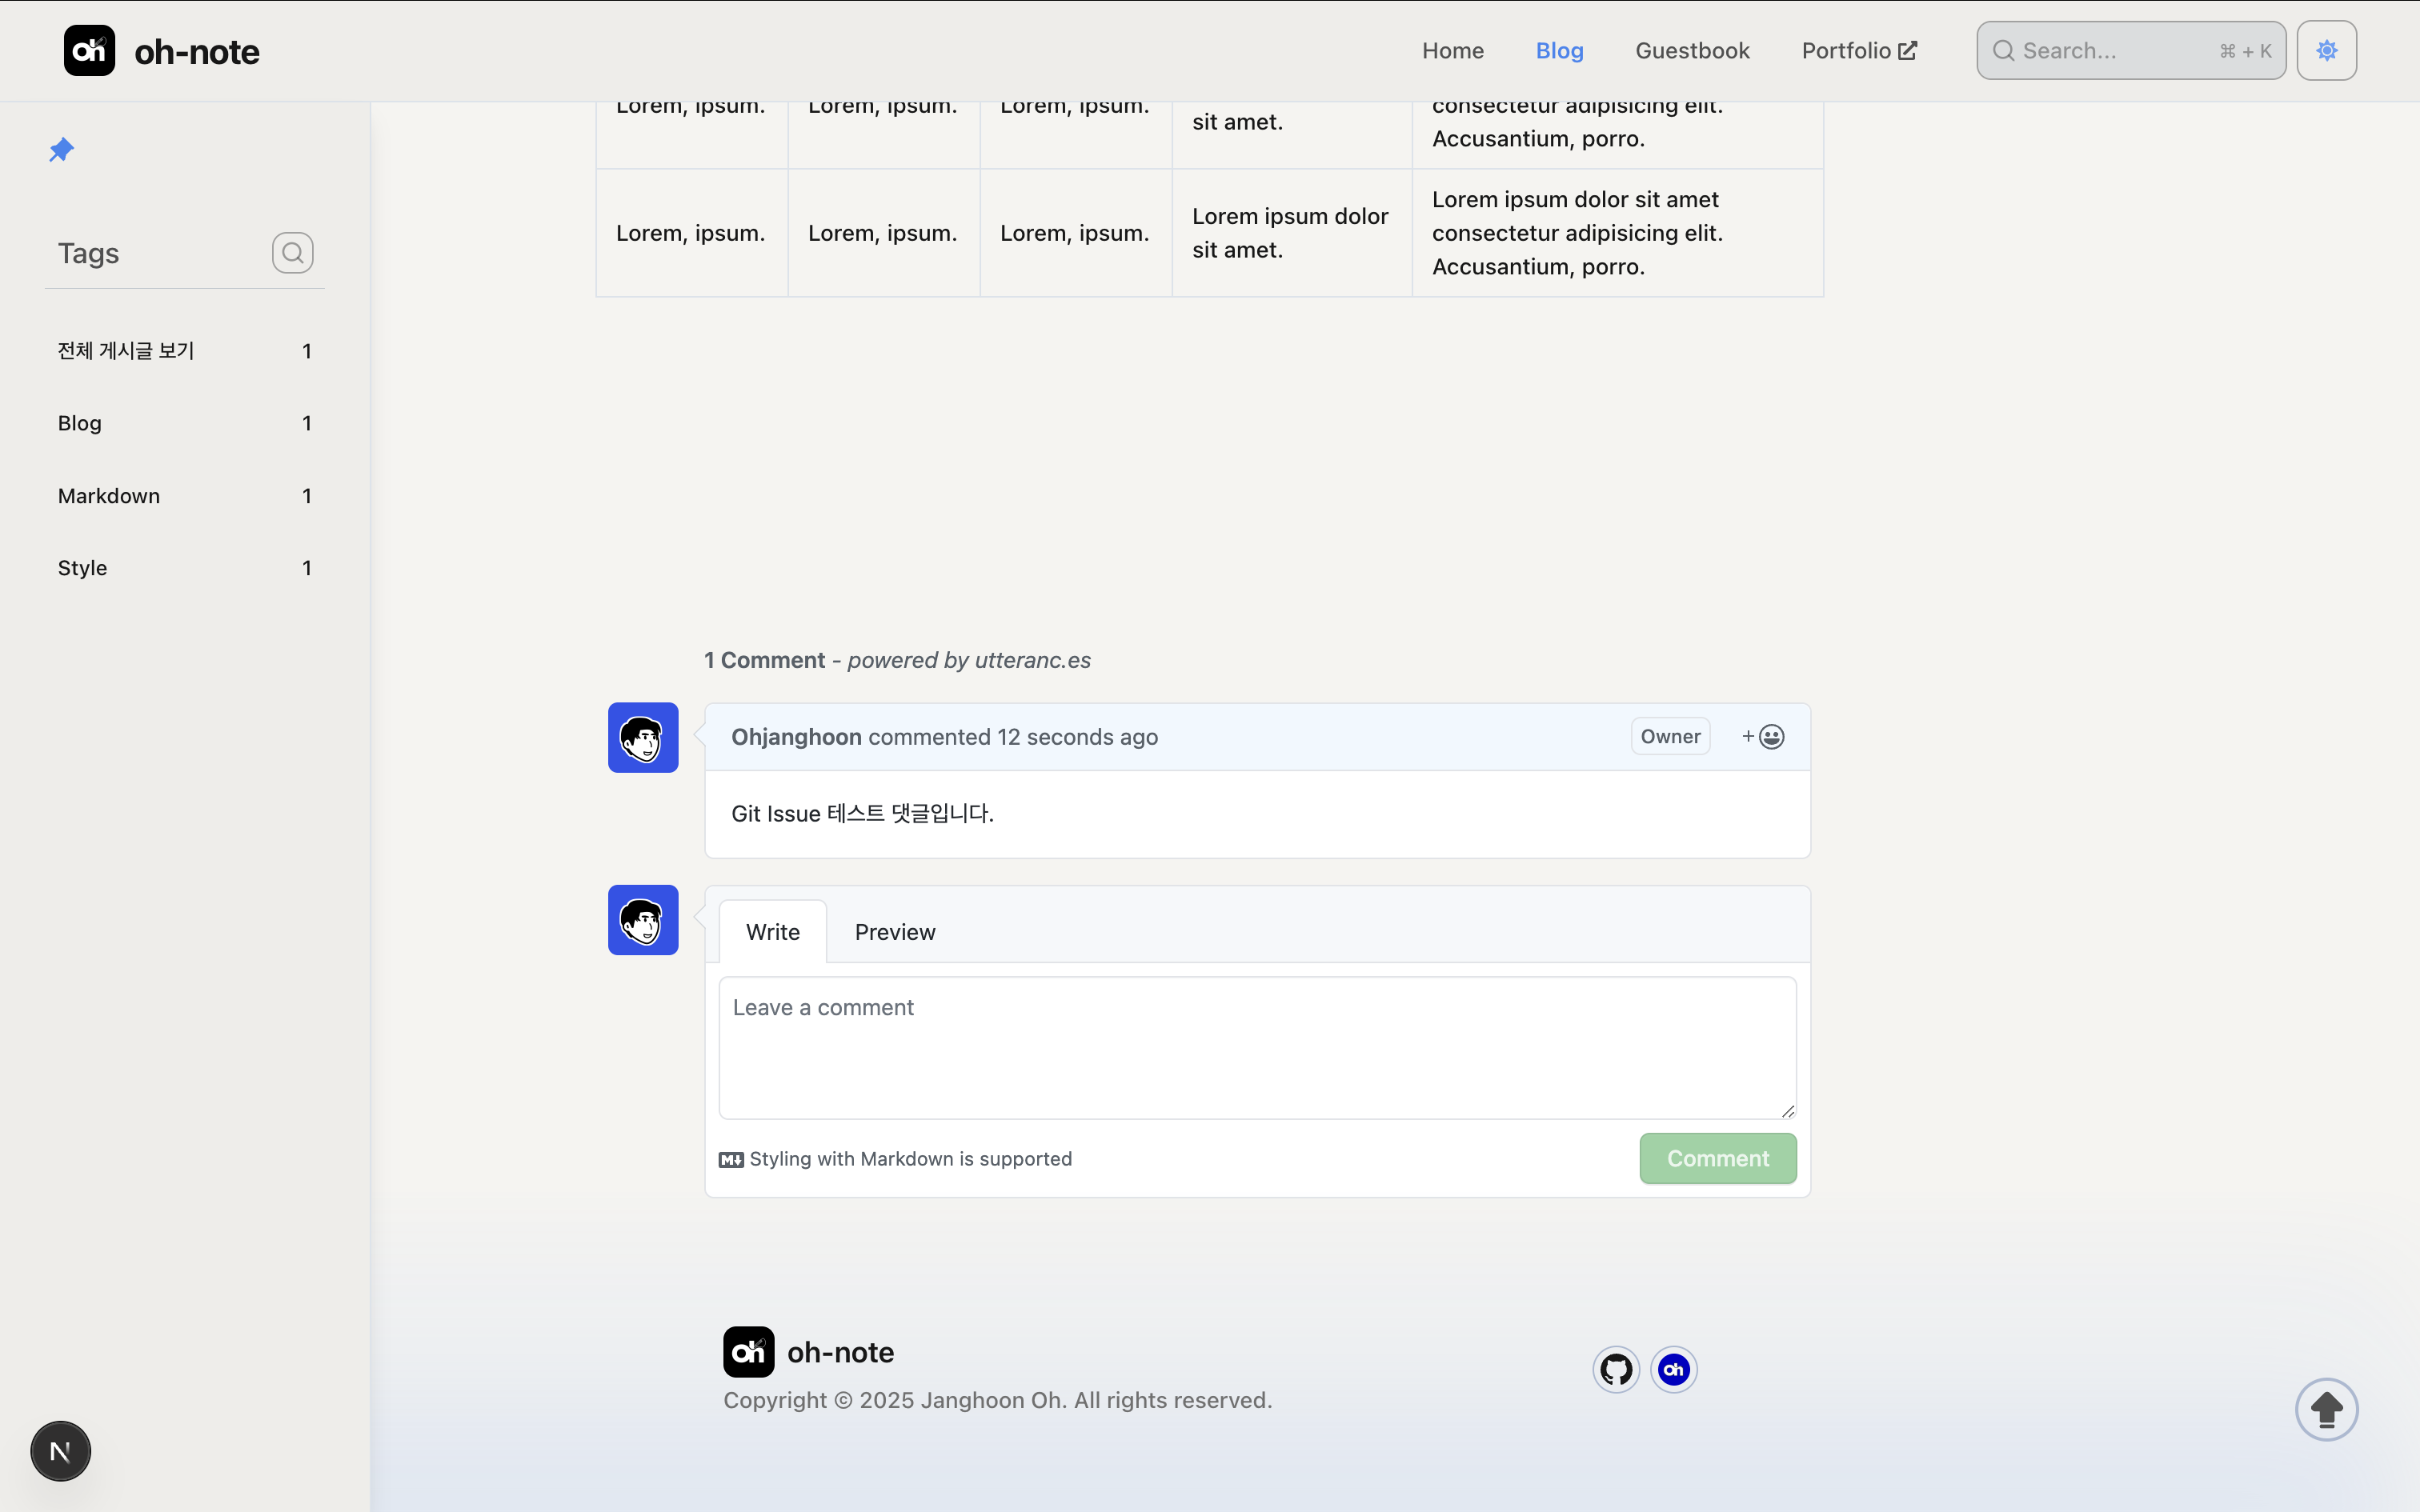 oh oh-note
Home Blog Guestbook Portfolio Search... ⌘ + K
Lorem, ipsum. Lorem, ipsum. Lorem, ipsum. sit amet. consectetur adipisicing elit.
Accusantium, porro.
Tags
전체 게시글 보기 1
Blog 1
Markdown 1
Style 1
Lorem, ipsum. Lorem, ipsum. Lorem, ipsum.
Lorem ipsum dolor
sit amet.
Lorem ipsum dolor sit amet
consectetur adipisicing elit.
Accusantium, porro.
1 Comment - powered by utteranc.es
Ohjanghoon commented 12 seconds ago Owner +
Git Issue 테스트 댓글입니다.
Write Preview
Leave a comment
M Styling with Markdown is supported Comment
oh oh-note
oh
Copyright © 2025 Janghoon Oh. All rights reserved.
N